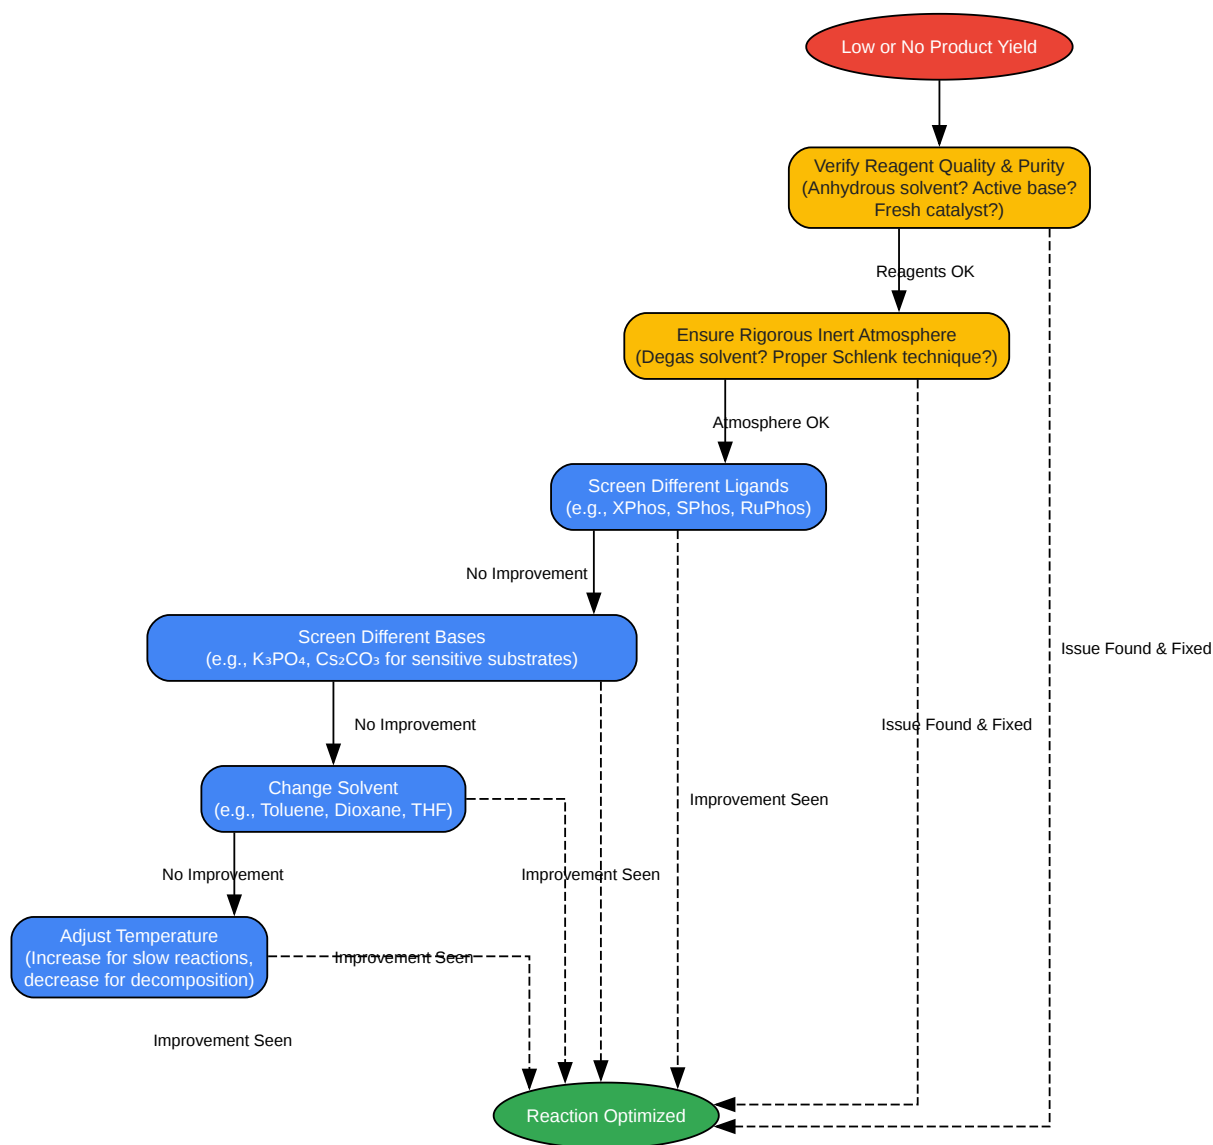 Low or No Product Yield
Verify Reagent Quality & Purity
(Anhydrous solvent? Active base?
Fresh catalyst?)
Reagents OK
Ensure Rigorous Inert Atmosphere
(Degas solvent? Proper Schlenk technique?)
Atmosphere OK
Screen Different Ligands
(e.g., XPhos, SPhos, RuPhos)
No Improvement
Screen Different Bases
(e.g., K₃PO₄, Cs₂CO₃ for sensitive substrates)
Issue Found & Fixed
No Improvement
Issue Found & Fixed
Change Solvent
(e.g., Toluene, Dioxane, THF)
Improvement Seen
No Improvement
Improvement Seen
Adjust Temperature
(Increase for slow reactions,
decrease for decomposition)
Improvement Seen
Improvement Seen
Reaction Optimized